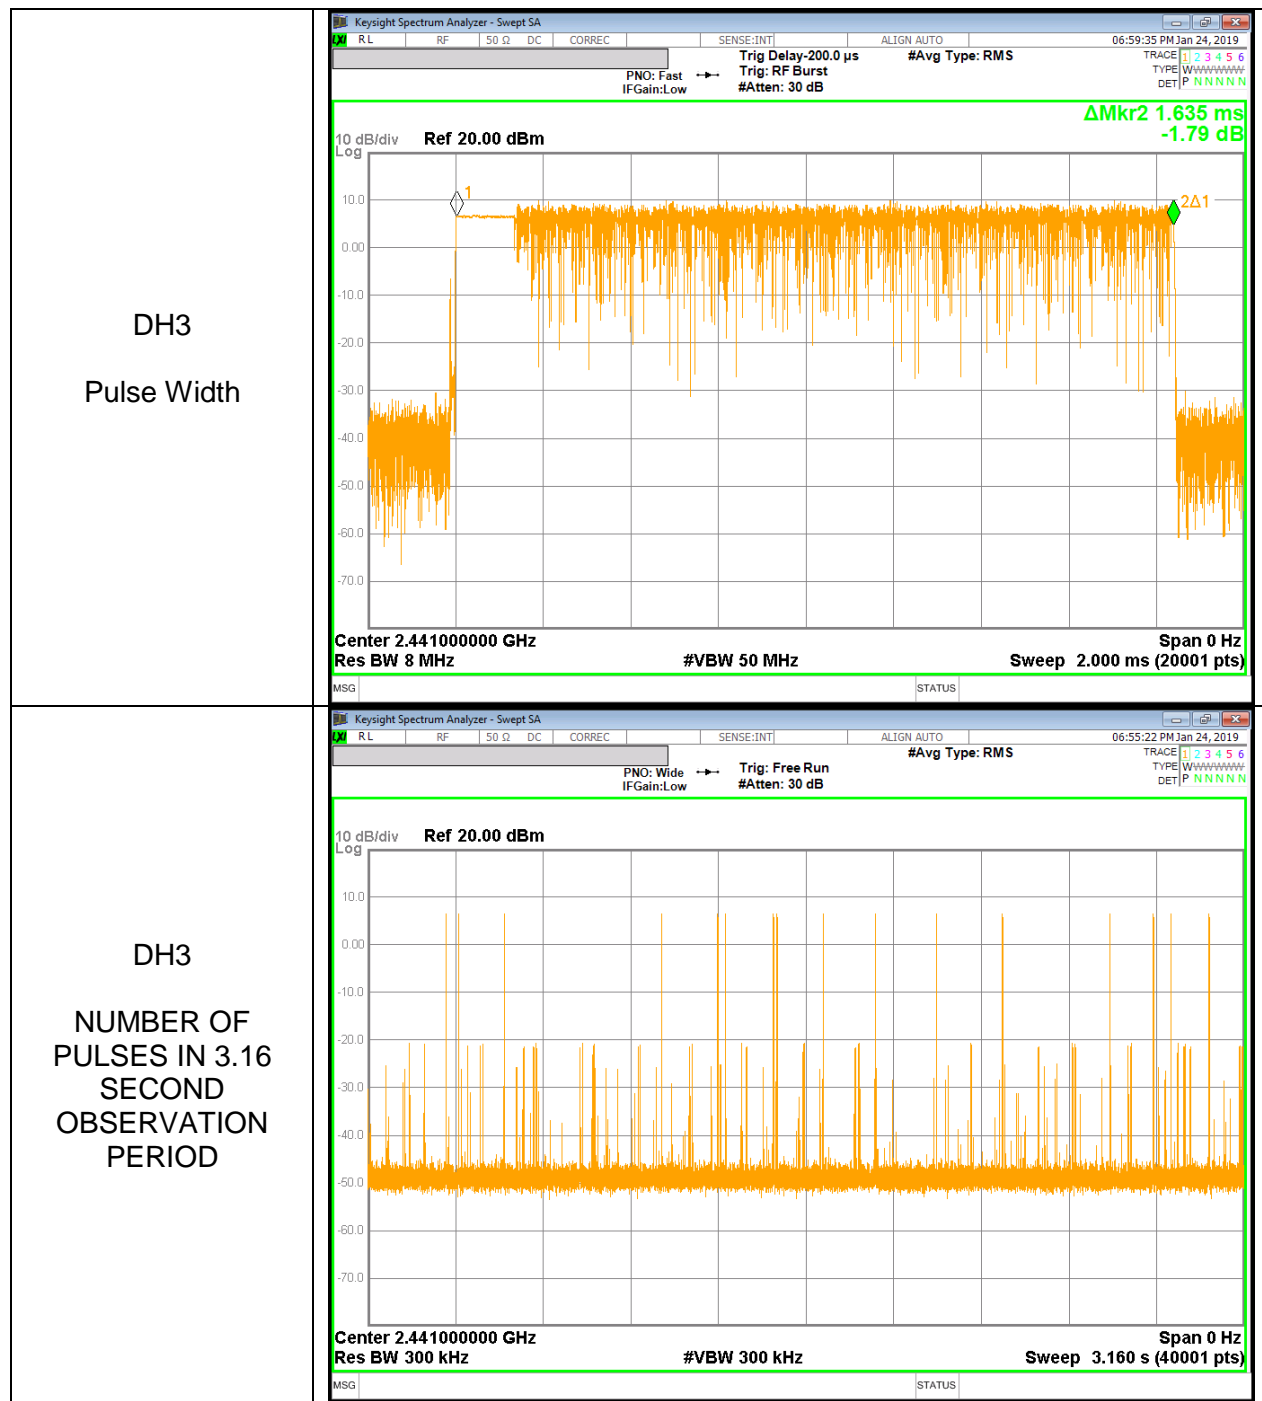 DH3
Pulse Width
Keysight Spectrum Analyzer - Swept SA
LXI RL RF 50 Ω DC CORREC SENSE:INT ALIGN AUTO 06:59:35 PM Jan 24, 2019
Trig Delay-200.0 µs #Avg Type: RMS TRACE 1 2 3 4 5 6
PNO: Fast Trig: RF Burst TYPE WWWWWW
IFGain:Low #Atten: 30 dB DET P N N N N N
ΔMkr2 1.635 ms
-1.79 dB
10 dB/div Ref 20.00 dBm
Log
1
2Δ1
10.0
0.00
-10.0
-20.0
-30.0
-40.0
-50.0
-60.0
-70.0
Center 2.441000000 GHz Span 0 Hz
Res BW 8 MHz #VBW 50 MHz Sweep 2.000 ms (20001 pts)
MSG STATUS
DH3
NUMBER OF
PULSES IN 3.16
SECOND
OBSERVATION
PERIOD
Keysight Spectrum Analyzer - Swept SA
LXI RL RF 50 Ω DC CORREC SENSE:INT ALIGN AUTO 06:55:22 PM Jan 24, 2019
#Avg Type: RMS TRACE 1 2 3 4 5 6
PNO: Wide Trig: Free Run TYPE WWWWWW
IFGain:Low #Atten: 30 dB DET P N N N N N
10 dB/div Ref 20.00 dBm
Log
10.0
0.00
-10.0
-20.0
-30.0
-40.0
-50.0
-60.0
-70.0
Center 2.441000000 GHz Span 0 Hz
Res BW 300 kHz #VBW 300 kHz Sweep 3.160 s (40001 pts)
MSG STATUS